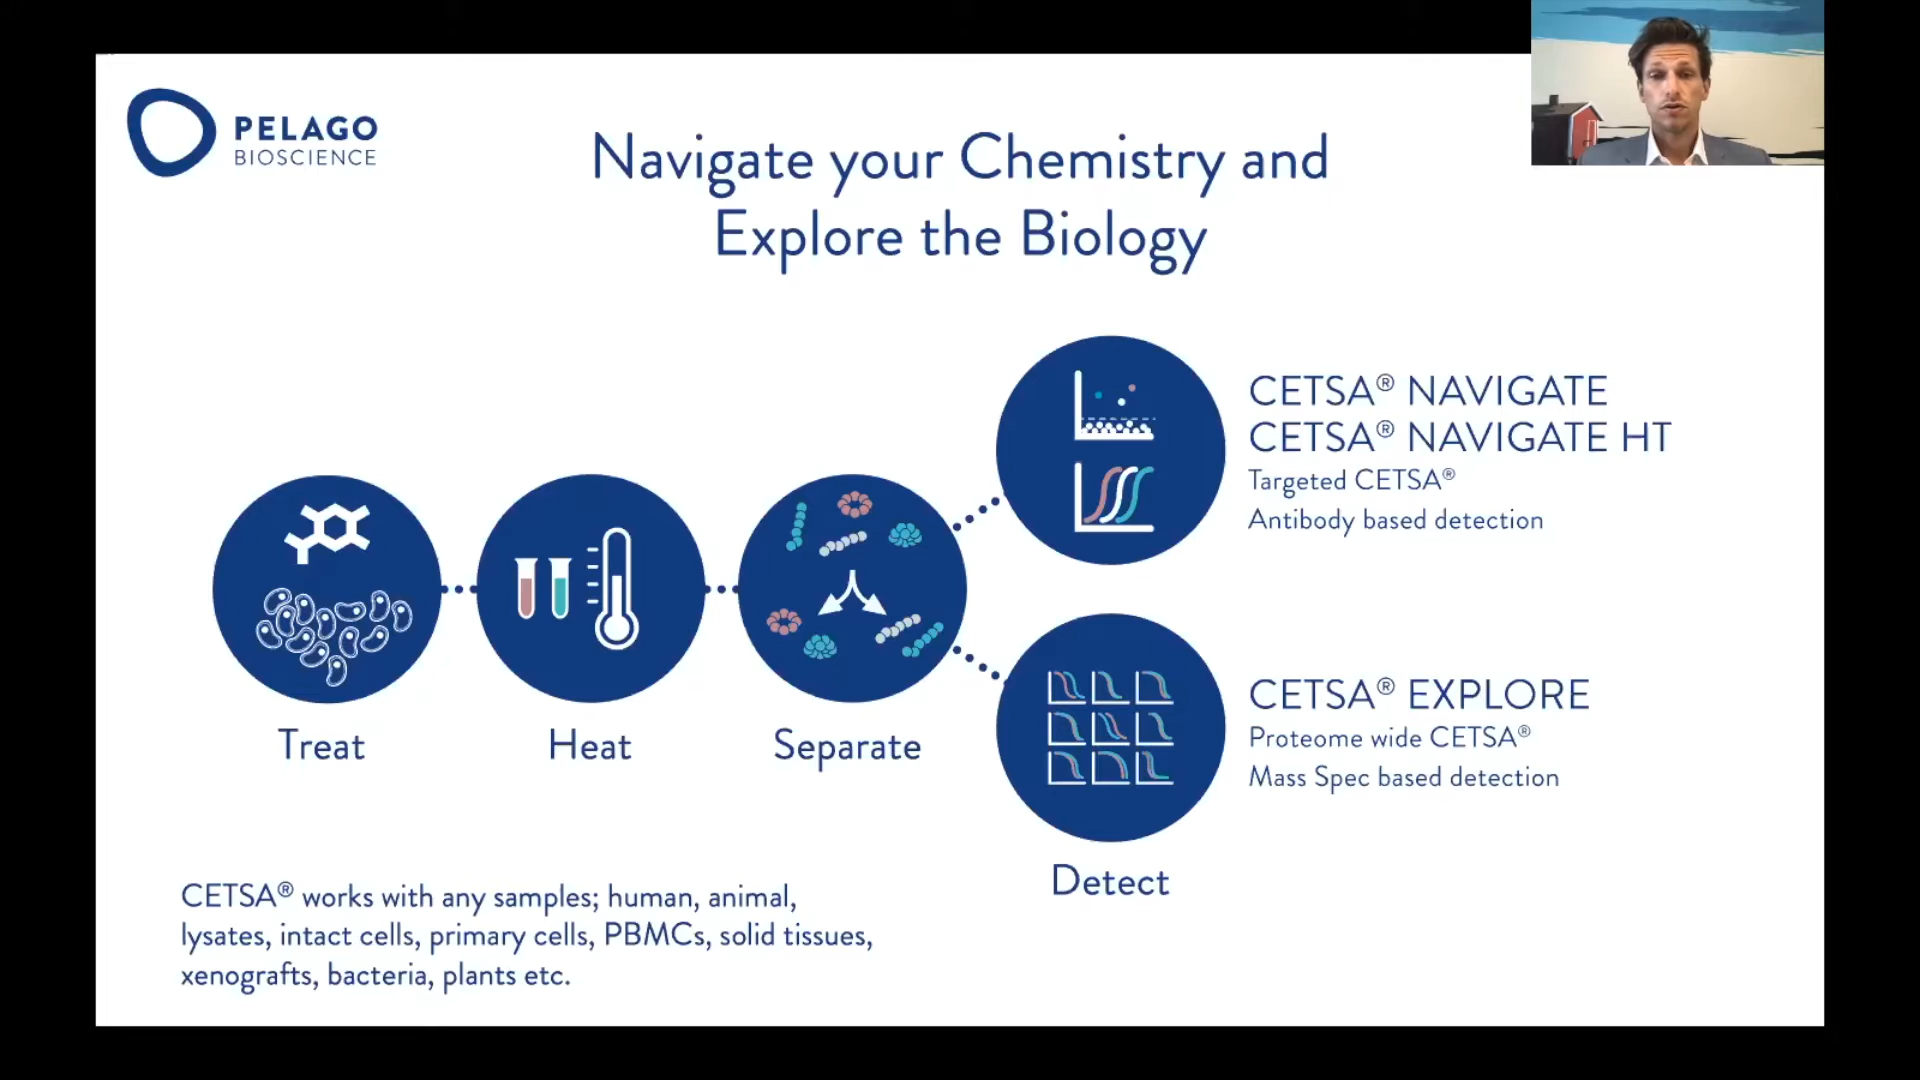 PELAGO
BIOSCIENCE
Navigate your Chemistry and
Explore the Biology
Treat
Heat
Separate
Detect
CETSA® NAVIGATE
CETSA® NAVIGATE HT
Targeted CETSA®
Antibody based detection
CETSA® EXPLORE
Proteome wide CETSA®
Mass Spec based detection
CETSA® works with any samples; human, animal,
lysates, intact cells, primary cells, PBMCs, solid tissues,
xenografts, bacteria, plants etc.